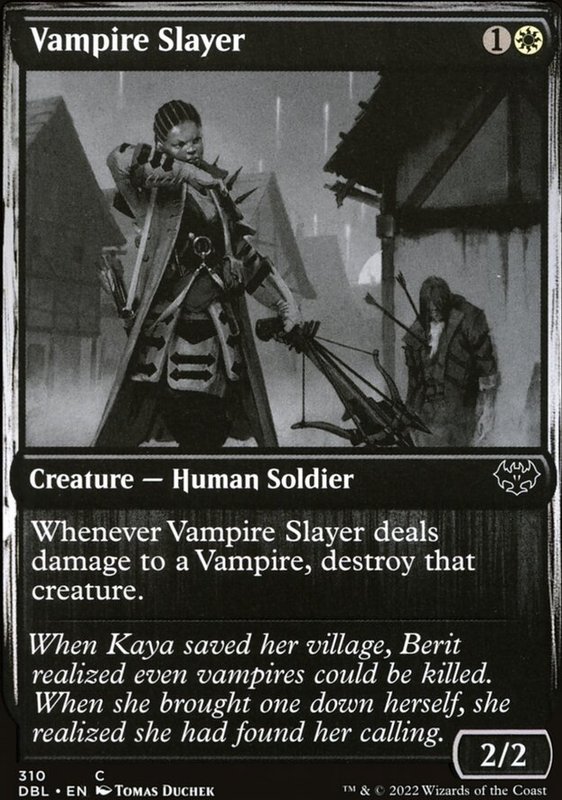 Vampire Slayer 1
Creature — Human Soldier
Whenever Vampire Slayer deals
damage to a Vampire, destroy that
creature.
When Kaya saved her village, Berit
realized even vampires could be killed.
When she brought one down herself, she
realized she had found her calling.
2/2
310 C
DBL • EN Tomas Duchek
™ & © 2022 Wizards of the Coast